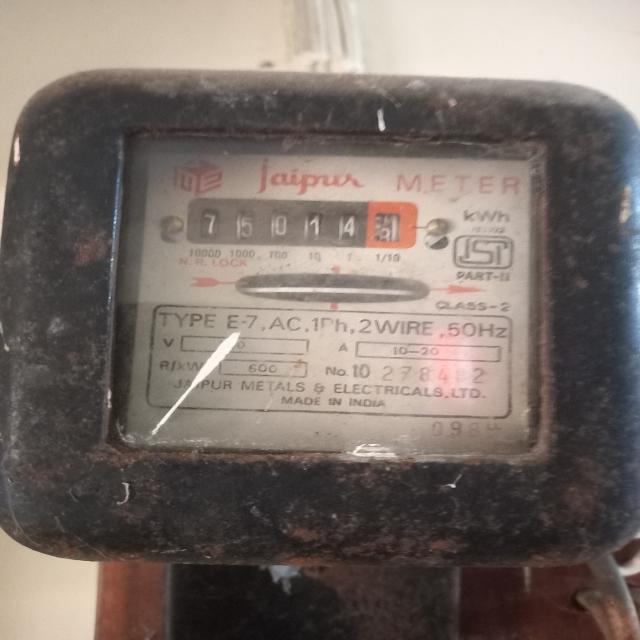 Jaipur METER
7 5 0 1 4
kWh
10000 1000 100 10 1 1/10
N.R. LOCK
ISI
PART-II
CLASS-2
TYPE E-7, AC, 1Ph, 2 WIRE, 50Hz
V A 10-20
R/kWh 600 No. 10
JAIPUR METALS & ELECTRICALS. LTD.
MADE IN INDIA